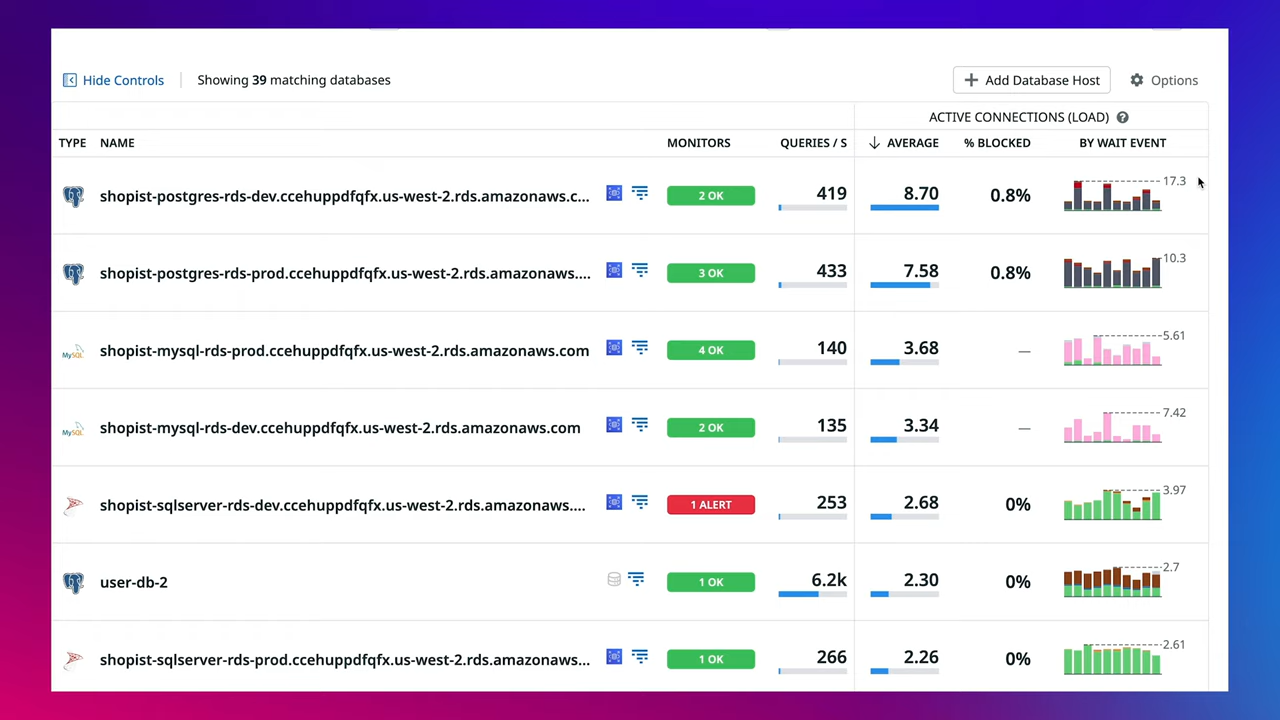 Hide Controls
Showing 39 matching databases
Add Database Host
Options
ACTIVE CONNECTIONS (LOAD) ?
TYPE NAME MONITORS QUERIES / S AVERAGE % BLOCKED BY WAIT EVENT
shopist-postgres-rds-dev.ccehuppdfqfx.us-west-2.rds.amazonaws.c... 2 OK 419 8.70 0.8% 17.3
shopist-postgres-rds-prod.ccehuppdfqfx.us-west-2.rds.amazonaws.... 3 OK 433 7.58 0.8% 10.3
MySQL shopist-mysql-rds-prod.ccehuppdfqfx.us-west-2.rds.amazonaws.com 4 OK 140 3.68 — 5.61
MySQL shopist-mysql-rds-dev.ccehuppdfqfx.us-west-2.rds.amazonaws.com 2 OK 135 3.34 — 7.42
shopist-sqlserver-rds-dev.ccehuppdfqfx.us-west-2.rds.amazonaws.... 1 ALERT 253 2.68 0% 3.97
user-db-2 1 OK 6.2k 2.30 0% 2.7
shopist-sqlserver-rds-prod.ccehuppdfqfx.us-west-2.rds.amazonaws... 1 OK 266 2.26 0% 2.61